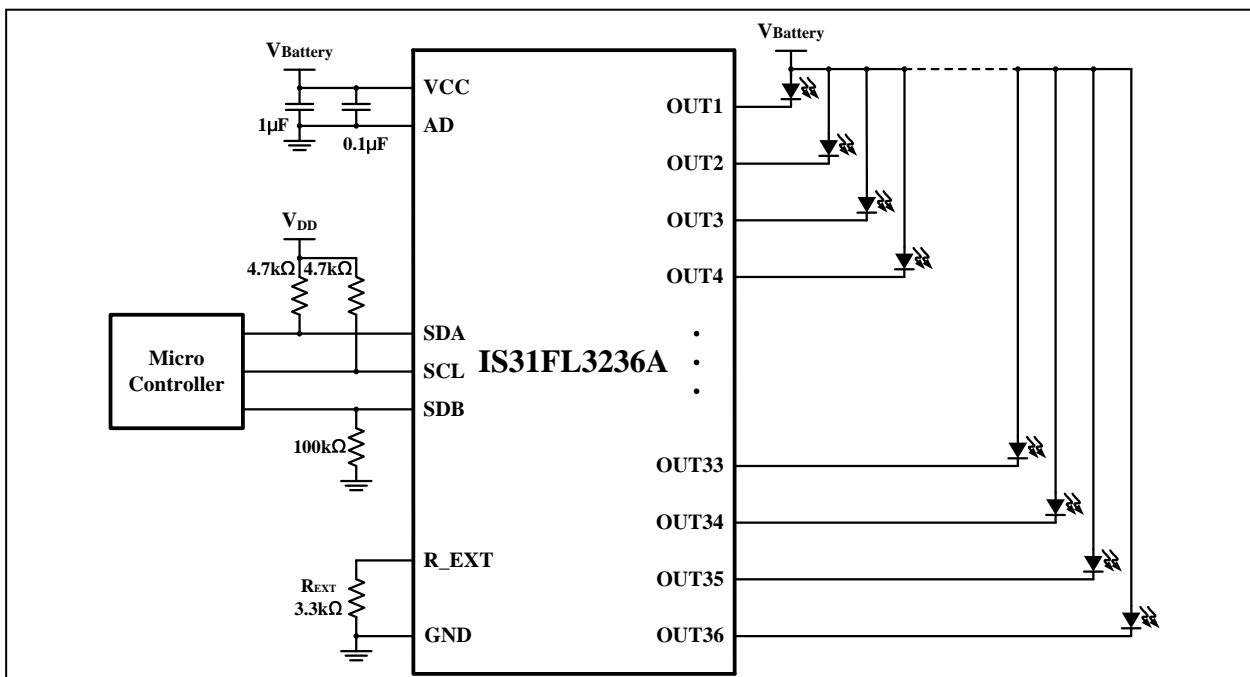 VBattery
VBattery
VCC
OUT1
1µF
AD
0.1µF
OUT2
OUT3
VDD
4.7kΩ 4.7kΩ
OUT4
SDA
Micro
Controller
SCL
IS31FL3236A
SDB
100kΩ
OUT33
OUT34
R_EXT
REXT
3.3kΩ
OUT35
GND
OUT36